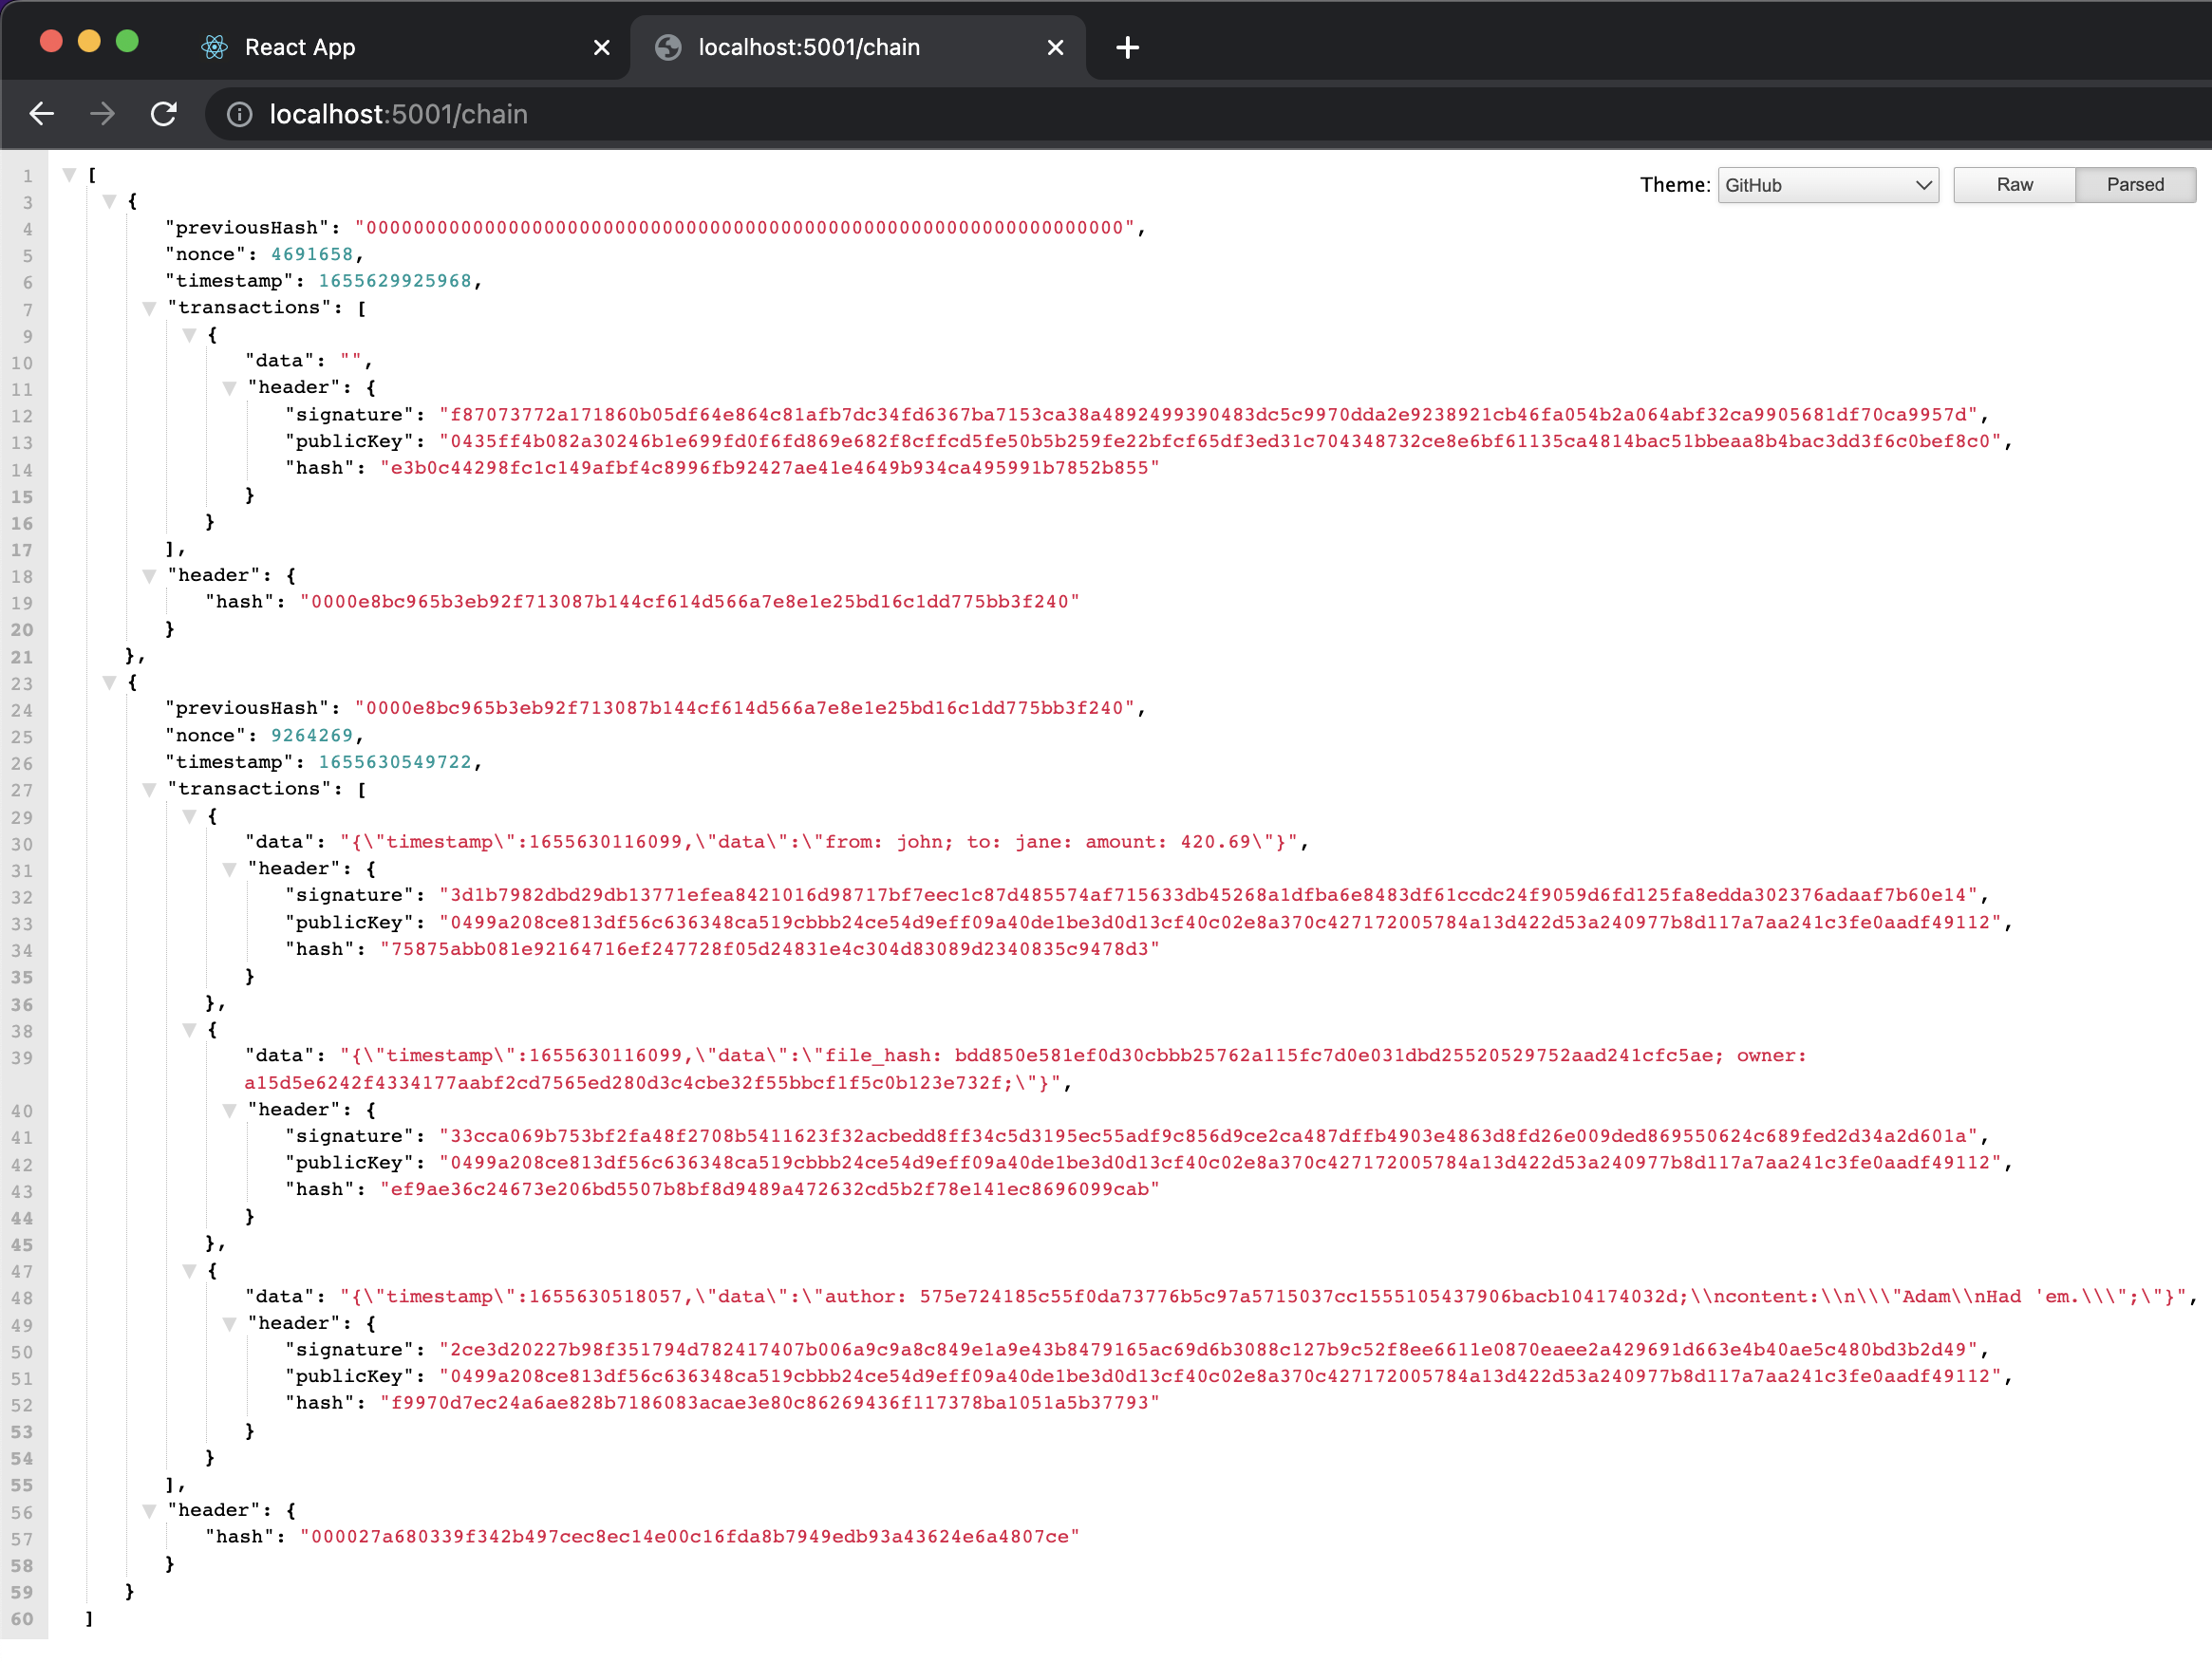 React App
localhost:5001/chain
localhost:5001/chain
Theme: GitHub Raw Parsed
1 [
3 {
4 "previousHash": "0000000000000000000000000000000000000000000000000000000000000000",
5 "nonce": 4691658,
6 "timestamp": 1655629925968,
7 "transactions": [
9 {
10 "data": "",
11 "header": {
12 "signature": "f87073772a171860b05df64e864c81afb7dc34fd6367ba7153ca38a4892499390483dc5c9970dda2e9238921cb46fa054b2a064abf32ca9905681df70ca9957d",
13 "publicKey": "0435ff4b082a30246b1e699fd0f6fd869e682f8cffcd5fe50b5b259fe22bfcf65df3ed31c704348732ce8e6bf61135ca4814bac51bbeaa8b4bac3dd3f6c0bef8c0",
14 "hash": "e3b0c44298fc1c149afbf4c8996fb92427ae41e4649b934ca495991b7852b855"
15 }
16 }
17 ],
18 "header": {
19 "hash": "0000e8bc965b3eb92f713087b144cf614d566a7e8e1e25bd16c1dd775bb3f240"
20 }
21 },
23 {
24 "previousHash": "0000e8bc965b3eb92f713087b144cf614d566a7e8e1e25bd16c1dd775bb3f240",
25 "nonce": 9264269,
26 "timestamp": 1655630549722,
27 "transactions": [
29 {
30 "data": "{\"timestamp\":1655630116099,\"data\":\"from: john; to: jane: amount: 420.69\"}",
31 "header": {
32 "signature": "3d1b7982dbd29db13771efea8421016d98717bf7eec1c87d485574af715633db45268a1dfba6e8483df61ccdc24f9059d6fd125fa8edda302376adaaf7b60e14",
33 "publicKey": "0499a208ce813df56c636348ca519cbbb24ce54d9eff09a40de1be3d0d13cf40c02e8a370c427172005784a13d422d53a240977b8d117a7aa241c3fe0aadf49112",
34 "hash": "75875abb081e92164716ef247728f05d24831e4c304d83089d2340835c9478d3"
35 }
36 },
38 {
39 "data": "{\"timestamp\":1655630116099,\"data\":\"file_hash: bdd850e581ef0d30cbbb25762a115fc7d0e031dbd25520529752aad241cfc5ae; owner:
a15d5e6242f4334177aabf2cd7565ed280d3c4cbe32f55bbcf1f5c0b123e732f;\"}",
40 "header": {
41 "signature": "33cca069b753bf2fa48f2708b5411623f32acbedd8ff34c5d3195ec55adf9c856d9ce2ca487dffb4903e4863d8fd26e009ded869550624c689fed2d34a2d601a",
42 "publicKey": "0499a208ce813df56c636348ca519cbbb24ce54d9eff09a40de1be3d0d13cf40c02e8a370c427172005784a13d422d53a240977b8d117a7aa241c3fe0aadf49112",
43 "hash": "ef9ae36c24673e206bd5507b8bf8d9489a472632cd5b2f78e141ec8696099cab"
44 }
45 },
47 {
48 "data": "{\"timestamp\":1655630518057,\"data\":\"author: 575e724185c55f0da73776b5c97a5715037cc1555105437906bacb104174032d;\\ncontent:\\n\\\"Adam\\nHad 'em.\\\";\"}",
49 "header": {
50 "signature": "2ce3d20227b98f351794d782417407b006a9c9a8c849e1a9e43b8479165ac69d6b3088c127b9c52f8ee6611e0870eaee2a429691d663e4b40ae5c480bd3b2d49",
51 "publicKey": "0499a208ce813df56c636348ca519cbbb24ce54d9eff09a40de1be3d0d13cf40c02e8a370c427172005784a13d422d53a240977b8d117a7aa241c3fe0aadf49112",
52 "hash": "f9970d7ec24a6ae828b7186083acae3e80c86269436f117378ba1051a5b37793"
53 }
54 }
55 ],
56 "header": {
57 "hash": "000027a680339f342b497cec8ec14e00c16fda8b7949edb93a43624e6a4807ce"
58 }
59 }
60 ]